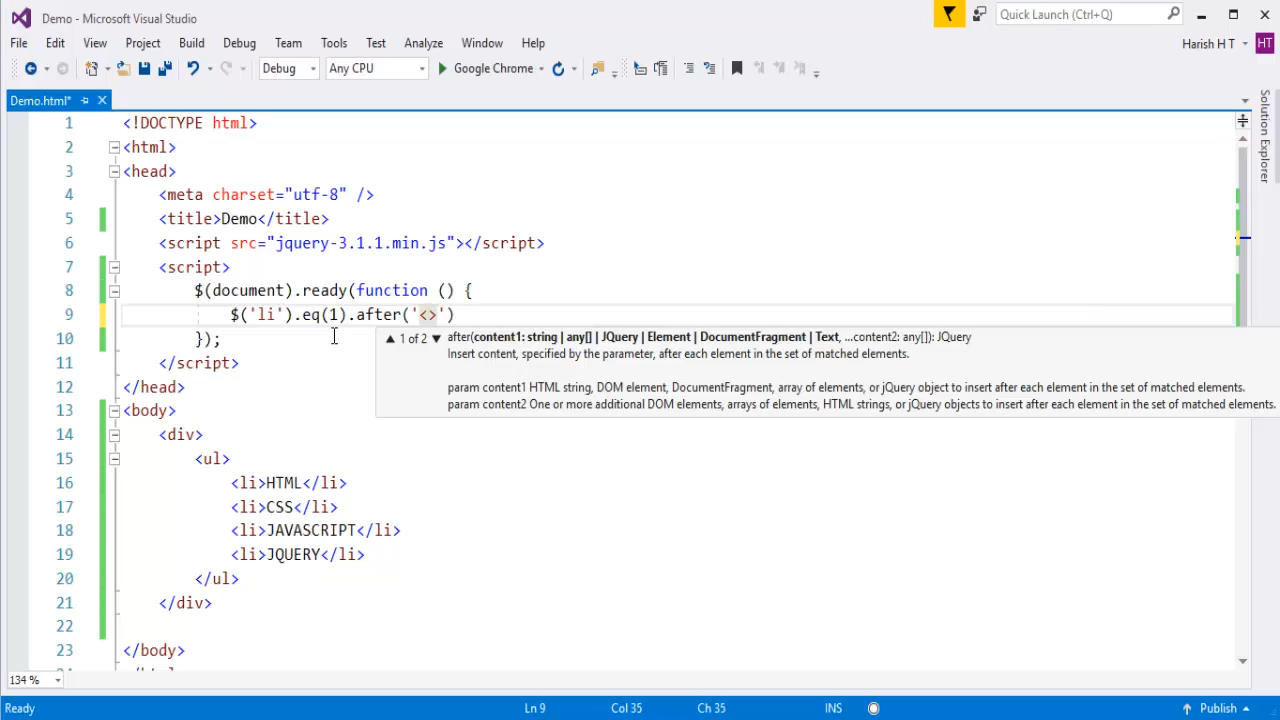 Demo - Microsoft Visual Studio
Quick Launch (Ctrl+Q)
File Edit View Project Build Debug Team Tools Test Analyze Window Help
Harish H T HT
Debug Any CPU Google Chrome
Demo.html*
Solution Explorer
1 <!DOCTYPE html>
2 <html>
3 <head>
4 <meta charset="utf-8" />
5 <title>Demo</title>
6 <script src="jquery-3.1.1.min.js"></script>
7 <script>
8 $(document).ready(function () {
9 $('li').eq(1).after('<>')
10 });
▲ 1 of 2 ▼ after(content1: string | any[] | JQuery | Element | DocumentFragment | Text, ...content2: any[]): JQuery
Insert content, specified by the parameter, after each element in the set of matched elements.
param content1 HTML string, DOM element, DocumentFragment, array of elements, or jQuery object to insert after each element in the set of matched elements.
param content2 One or more additional DOM elements, arrays of elements, HTML strings, or jQuery objects to insert after each element in the set of matched elements.
11 </script>
12 </head>
13 <body>
14 <div>
15 <ul>
16 <li>HTML</li>
17 <li>CSS</li>
18 <li>JAVASCRIPT</li>
19 <li>JQUERY</li>
20 </ul>
21 </div>
22
23 </body>
134 %
Ready Ln 9 Col 35 Ch 35 INS Publish